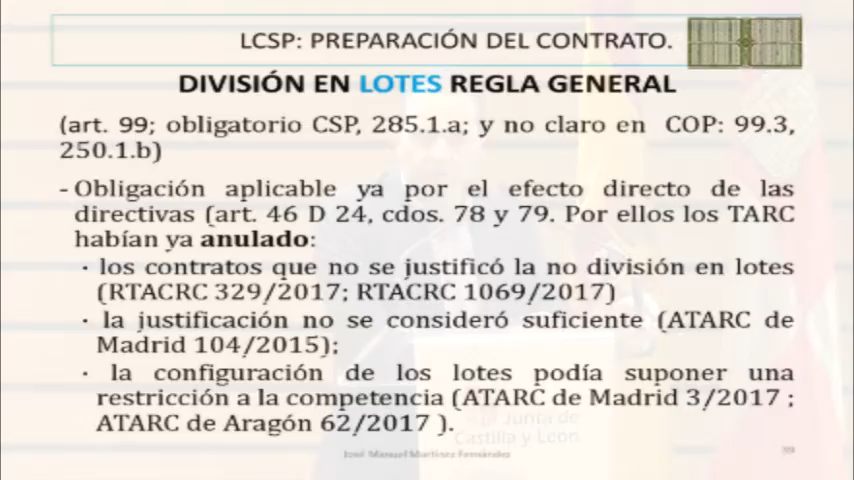 LCSP: PREPARACIÓN DEL CONTRATO.
DIVISIÓN EN LOTES REGLA GENERAL
(art. 99; obligatorio CSP, 285.1.a; y no claro en COP: 99.3,
250.1.b)
- Obligación aplicable ya por el efecto directo de las
directivas (art. 46 D 24, cdos. 78 y 79. Por ellos los TARC
habían ya anulado:
· los contratos que no se justificó la no división en lotes
(RTACRC 329/2017; RTACRC 1069/2017)
· la justificación no se consideró suficiente (ATARC de
Madrid 104/2015);
· la configuración de los lotes podía suponer una
restricción a la competencia (ATARC de Madrid 3/2017 ;
ATARC de Aragón 62/2017 ).
Junta de
Castilla y León
José Manuel Martínez Fernández